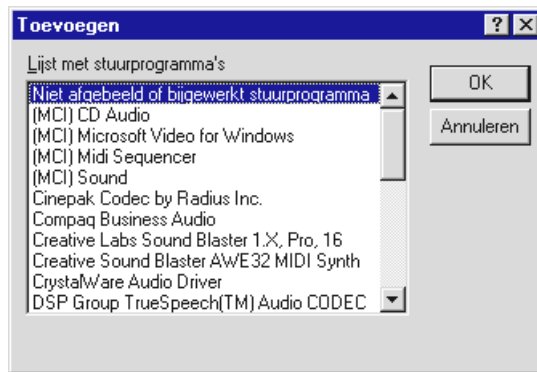 Toevoegen
Lijst met stuurprogramma's
Niet afgebeeld of bijgewerkt stuurprogramma
(MCI) CD Audio
(MCI) Microsoft Video for Windows
(MCI) Midi Sequencer
(MCI) Sound
Cinepak Codec by Radius Inc.
Compaq Business Audio
Creative Labs Sound Blaster 1.X, Pro, 16
Creative Sound Blaster AWE32 MIDI Synth
CrystalWare Audio Driver
DSP Group TrueSpeech(TM) Audio CODEC
OK
Annuleren